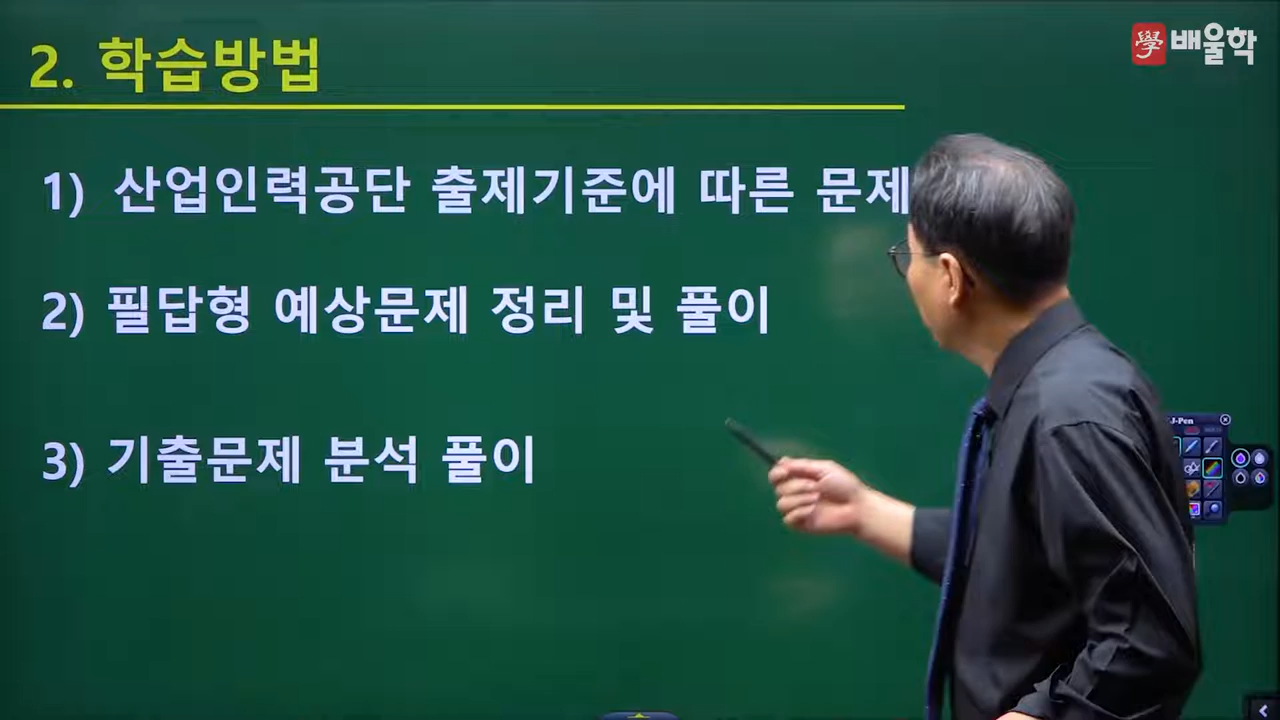 2. 학습방법
學 배울학
1) 산업인력공단 출제기준에 따른 문제
2) 필답형 예상문제 정리 및 풀이
3) 기출문제 분석 풀이
J-Pen